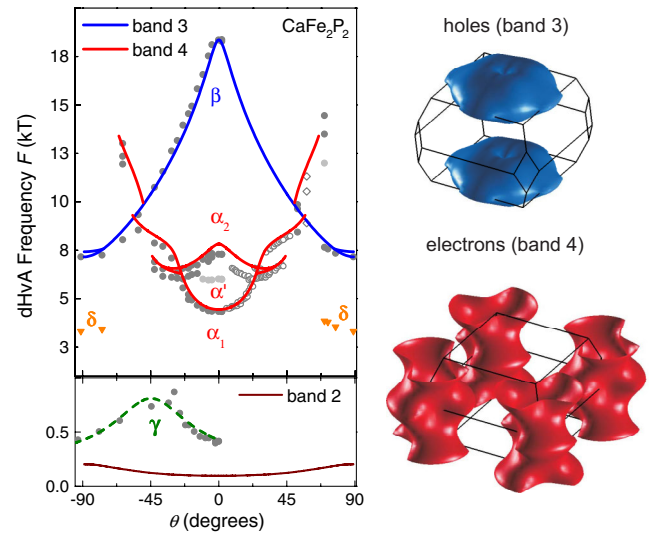 band 3
band 4
CaFe₂P₂
β
α₂
α'
α₁
δ
δ
18
15
13
10
8
5
3
dHvA Frequency F (kT)
band 2
γ
0.5
0.0
-90
-45
0
45
90
θ (degrees)
holes (band 3)
electrons (band 4)